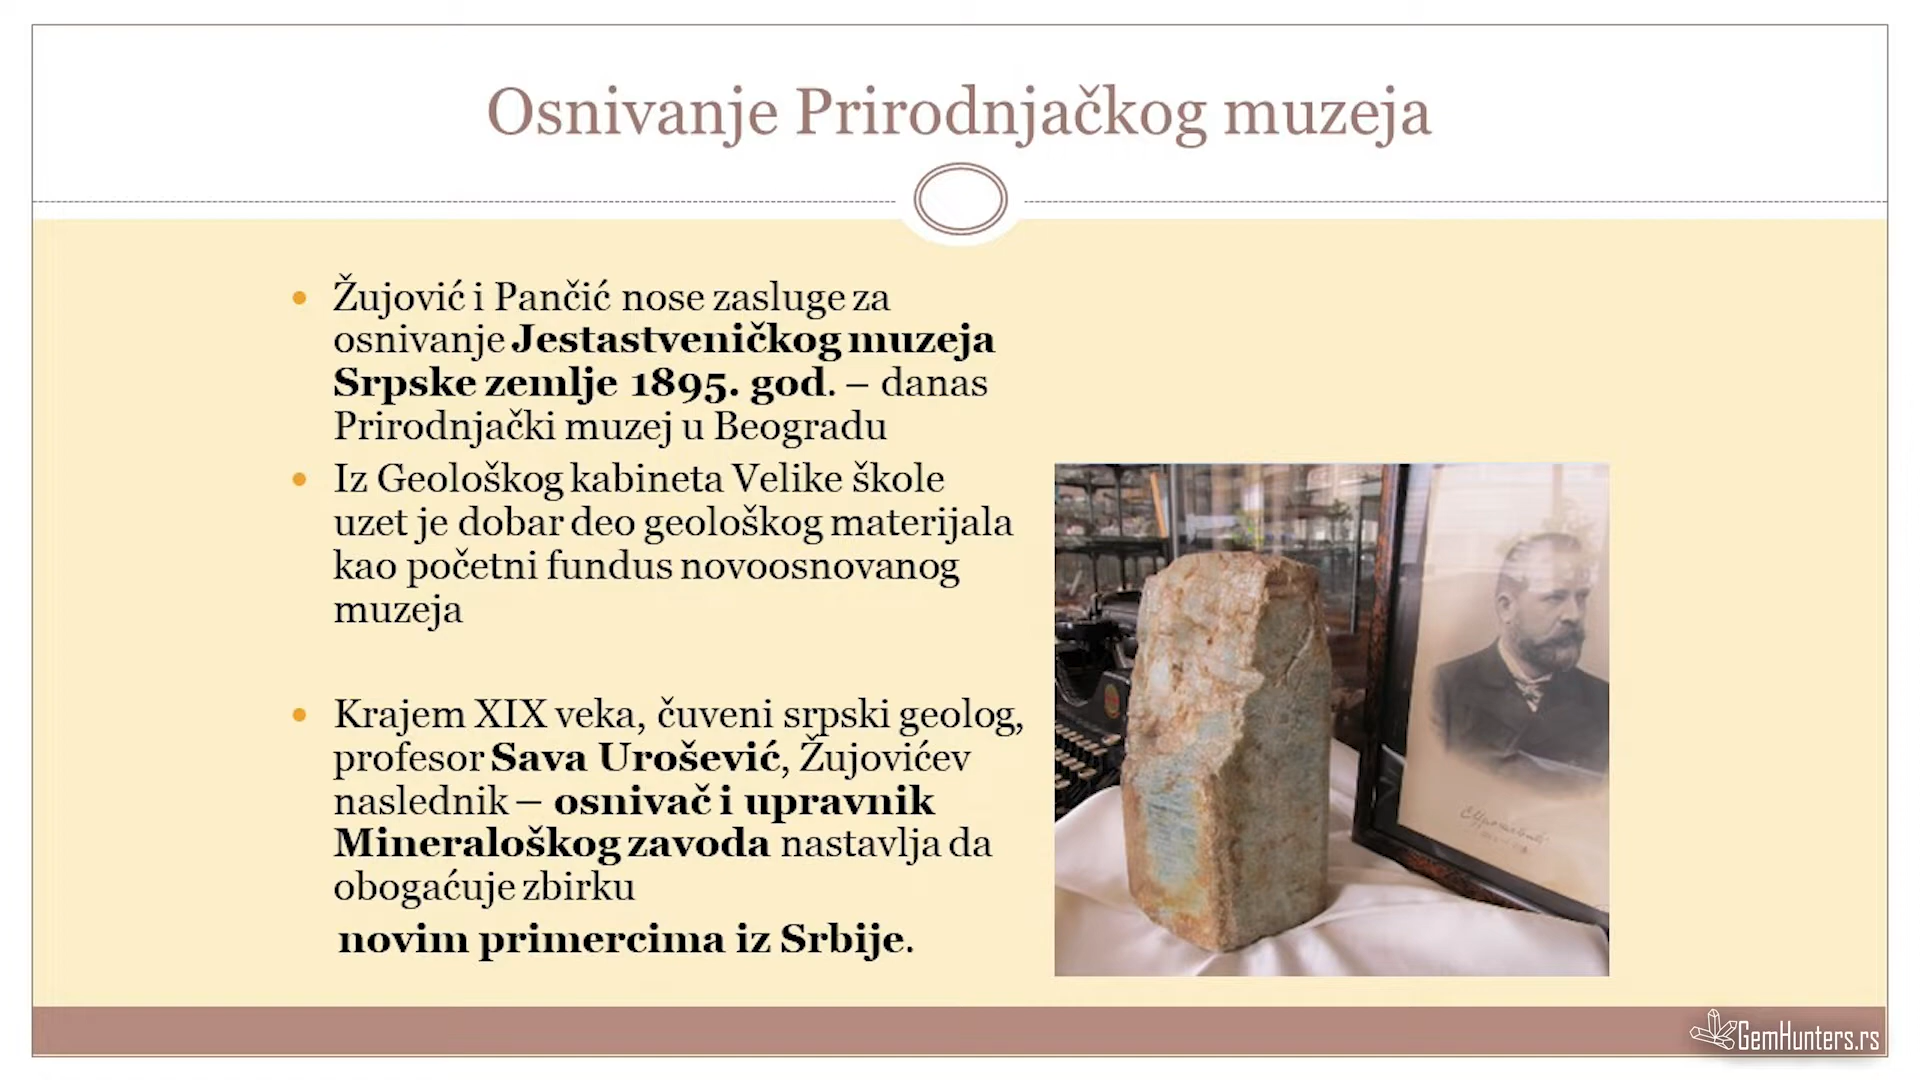 Osnivanje Prirodnjačkog muzeja
Žujović i Pančić nose zasluge za
osnivanje Jestastveničkog muzeja
Srpske zemlje 1895. god. – danas
Prirodnjački muzej u Beogradu
Iz Geološkog kabineta Velike škole
uzet je dobar deo geološkog materijala
kao početni fundus novoosnovanog
muzeja
Krajem XIX veka, čuveni srpski geolog,
profesor Sava Urošević, Žujovićev
naslednik – osnivač i upravnik
Mineraloškog zavoda nastavlja da
obogaćuje zbirku
novim primercima iz Srbije.
GemHunters.rs